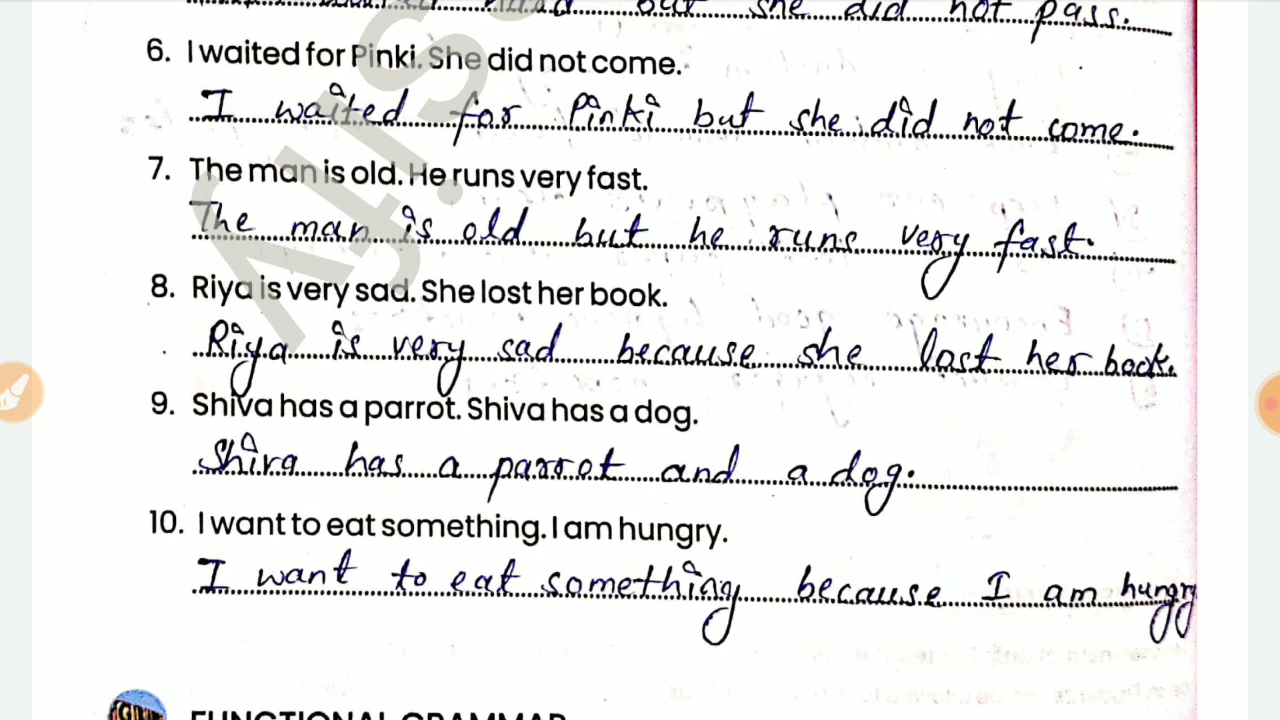 but she did not pass.
6. I waited for Pinki. She did not come.
I waited for Pinki but she did not come.
7. The man is old. He runs very fast.
The man is old but he runs very fast.
8. Riya is very sad. She lost her book.
Riya is very sad because she lost her book.
9. Shiva has a parrot. Shiva has a dog.
Shiva has a parrot and a dog.
10. I want to eat something. I am hungry.
I want to eat something because I am hungry
FUNCTIONAL GRAMMAR